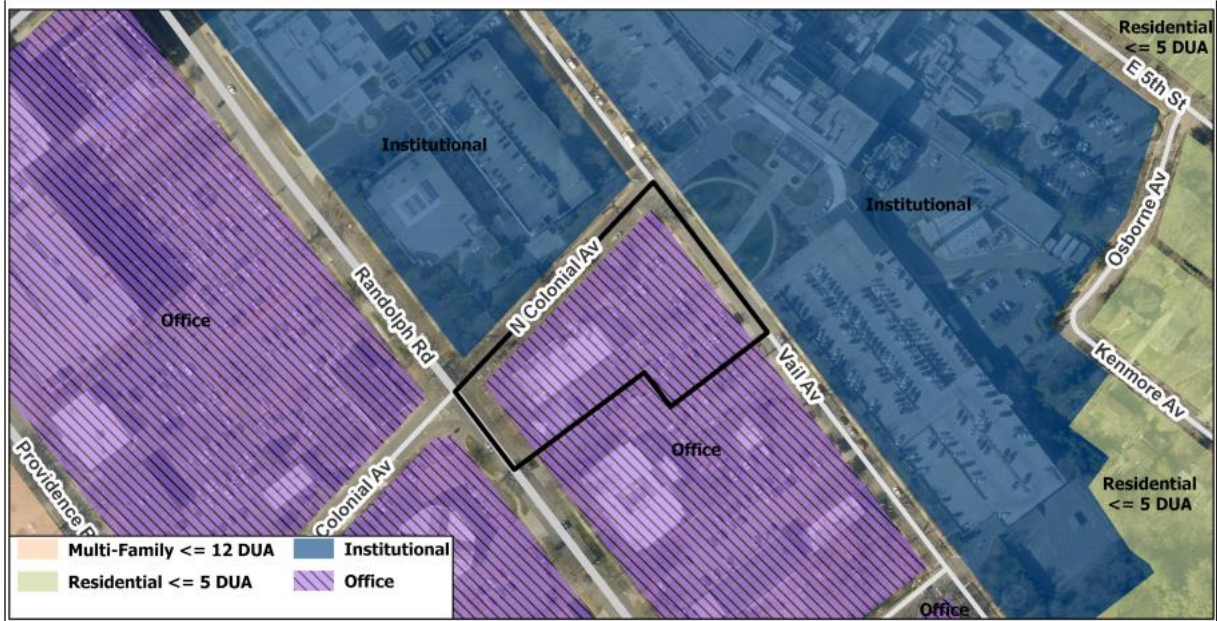 Residential
<= 5 DUA
E 5th St
Institutional
Institutional
Osborne Av
N Colonial Av
Randolph Rd
Office
Vail Av
Kenmore Av
Office
Providence
Colonial Av
Residential
<= 5 DUA
Multi-Family <= 12 DUA
Institutional
Residential <= 5 DUA
Office
Office